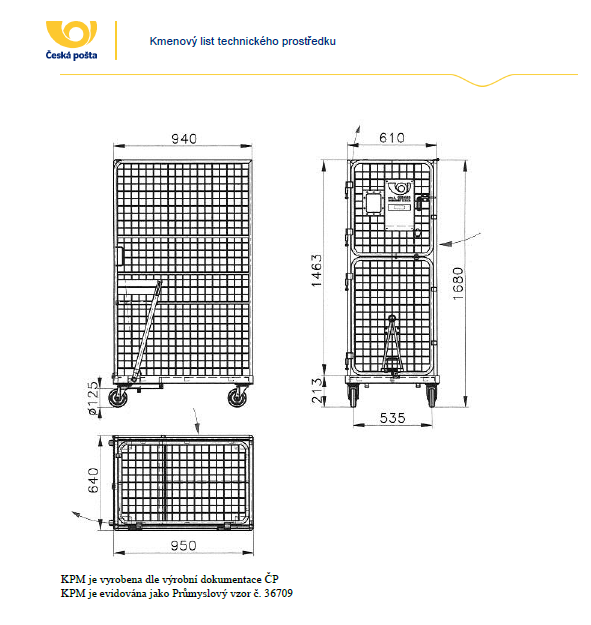 Kmenový list technického prostředku
Česká pošta
940
610
1463
1680
ø125
213
535
640
950
KPM je vyrobena dle výrobní dokumentace ČP
KPM je evidována jako Průmyslový vzor č. 36709